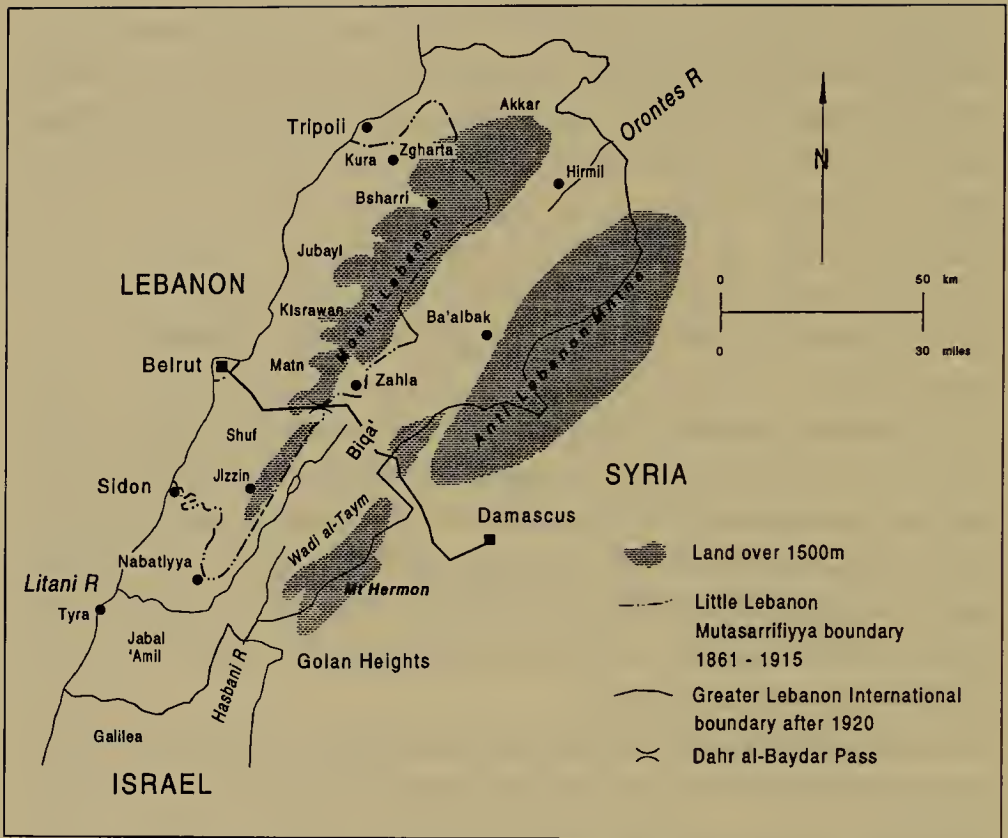 Akkar
Orontes R
Tripoli
Zgharta
Kura
N
Hirmil
Bsharri
Mount Lebanon
Jubayl
0 50 km
LEBANON
Kisrawan
Ba'albak
Anti Lebanon Mntns
0 30 miles
Matn
Beirut
Zahla
Shuf
Biqa'
SYRIA
Jizzin
Sidon
Damascus
Wadi al-Taym
Land over 1500m
Nabatiyya
Litani R
Mt Hermon
Tyra
Little Lebanon
Mutasarrifiyya boundary
1861 - 1915
Jabal
'Amil
Golan Heights
Hasbani R
Greater Lebanon International
boundary after 1920
Galilea
Dahr al-Baydar Pass
ISRAEL